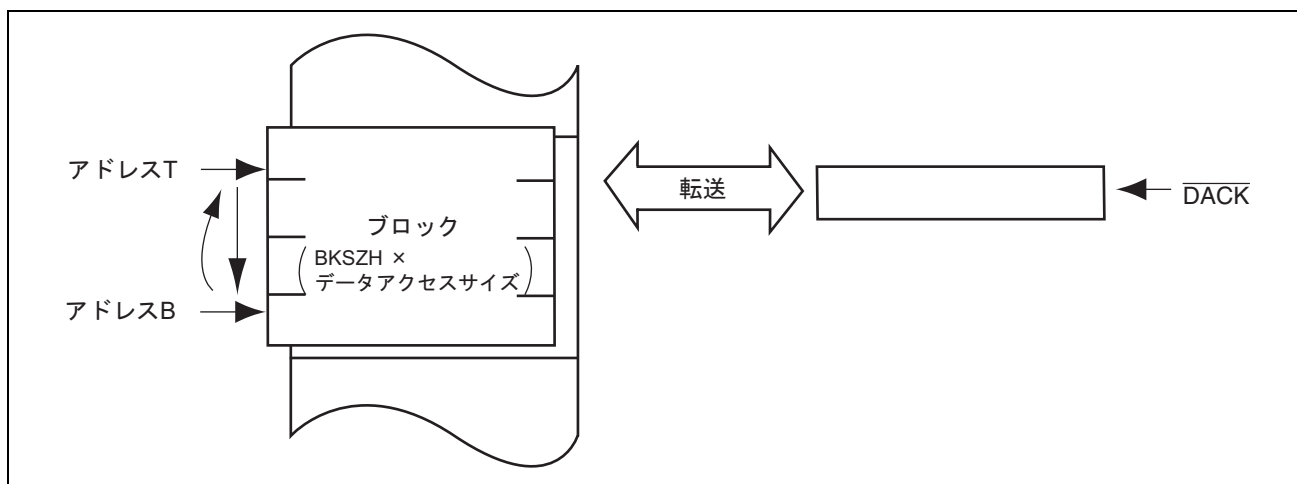 アドレスT
転送
DACK
ブロック
BKSZH ×
データアクセスサイズ
アドレスB